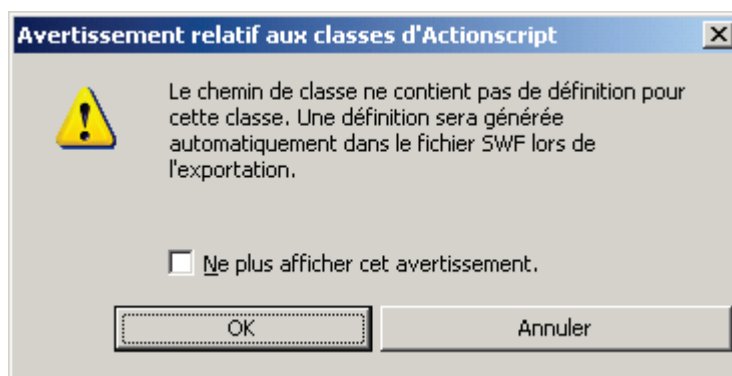 Avertissement relatif aux classes d'Actionscript
Le chemin de classe ne contient pas de définition pour
cette classe. Une définition sera générée
automatiquement dans le fichier SWF lors de
l'exportation.
Ne plus afficher cet avertissement.
OK
Annuler